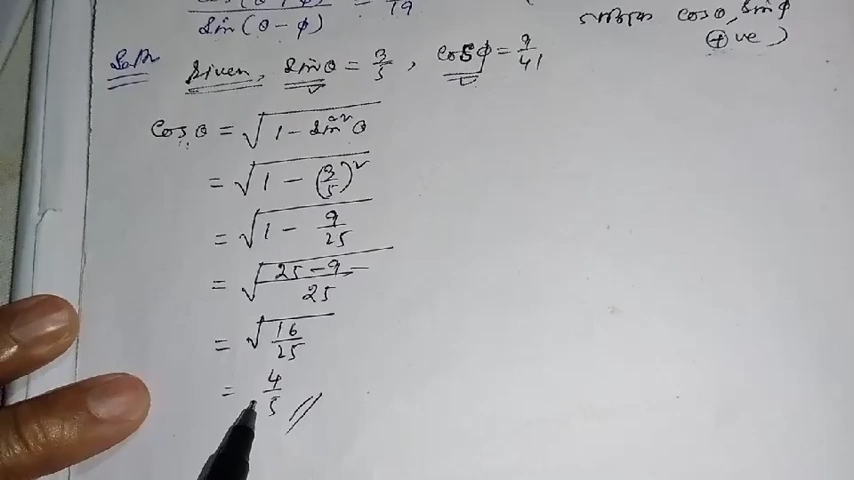 sin(θ - ϕ) 19
cosθ, sinϕ
⊕ve)
Soln Given, sinθ = 3/5, cosϕ = 9/41
cosθ = √(1 - sin²θ)
= √(1 - (3/5)²)
= √(1 - 9/25)
= √((25 - 9)/25)
= √(16/25)
= 4/5 //